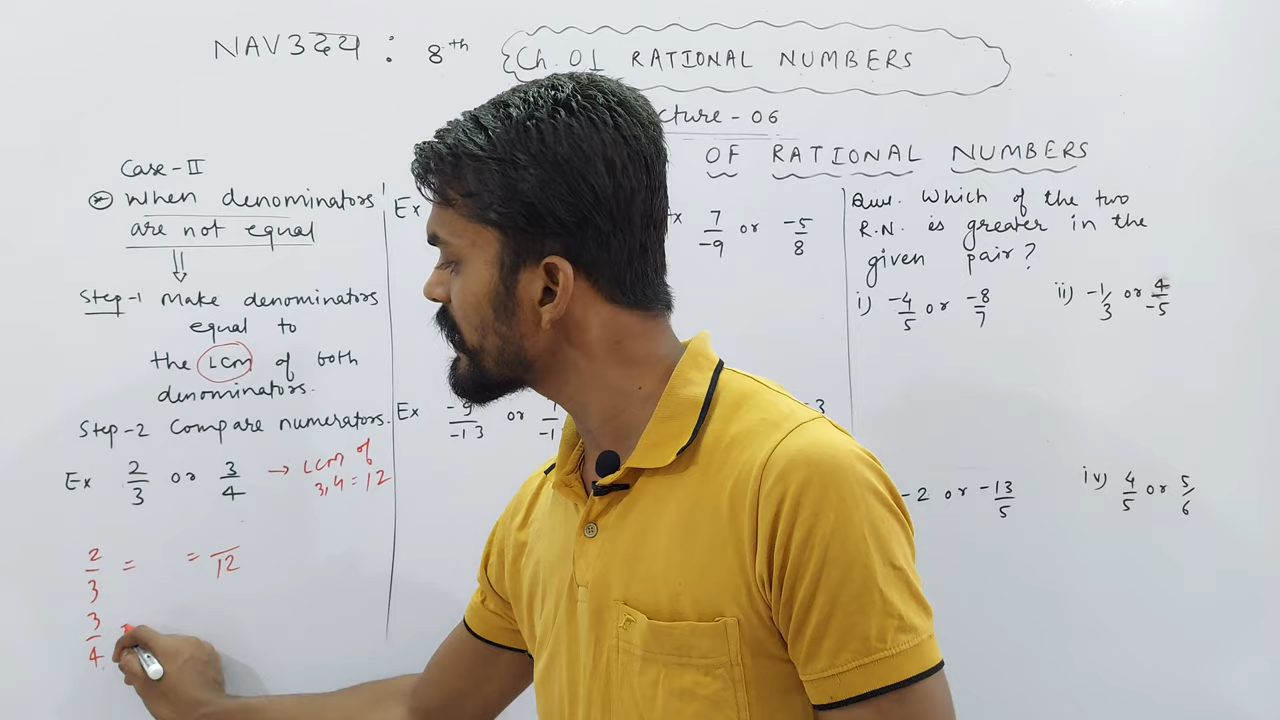 NAV3उदय : 8th Ch. 01 RATIONAL NUMBERS
cture - 06
OF RATIONAL NUMBERS
Case-II
⊛ When denominators
are not equal
⇓
Step-1 Make denominators
equal to
the LCM of both
denominators.
Step-2 Compare numerators.
Ex 2/3 or 3/4 → LCM of
3,4 = 12
2/3 = = /12
3/4
Ex
7/-9 or -5/8
Ex -9/-13 or
-3
Ques. Which of the two
R.N. is greater in the
given pair?
i) -4/5 or -8/7 ii) -1/3 or 4/-5
-2 or -13/5 iv) 4/5 or 5/6